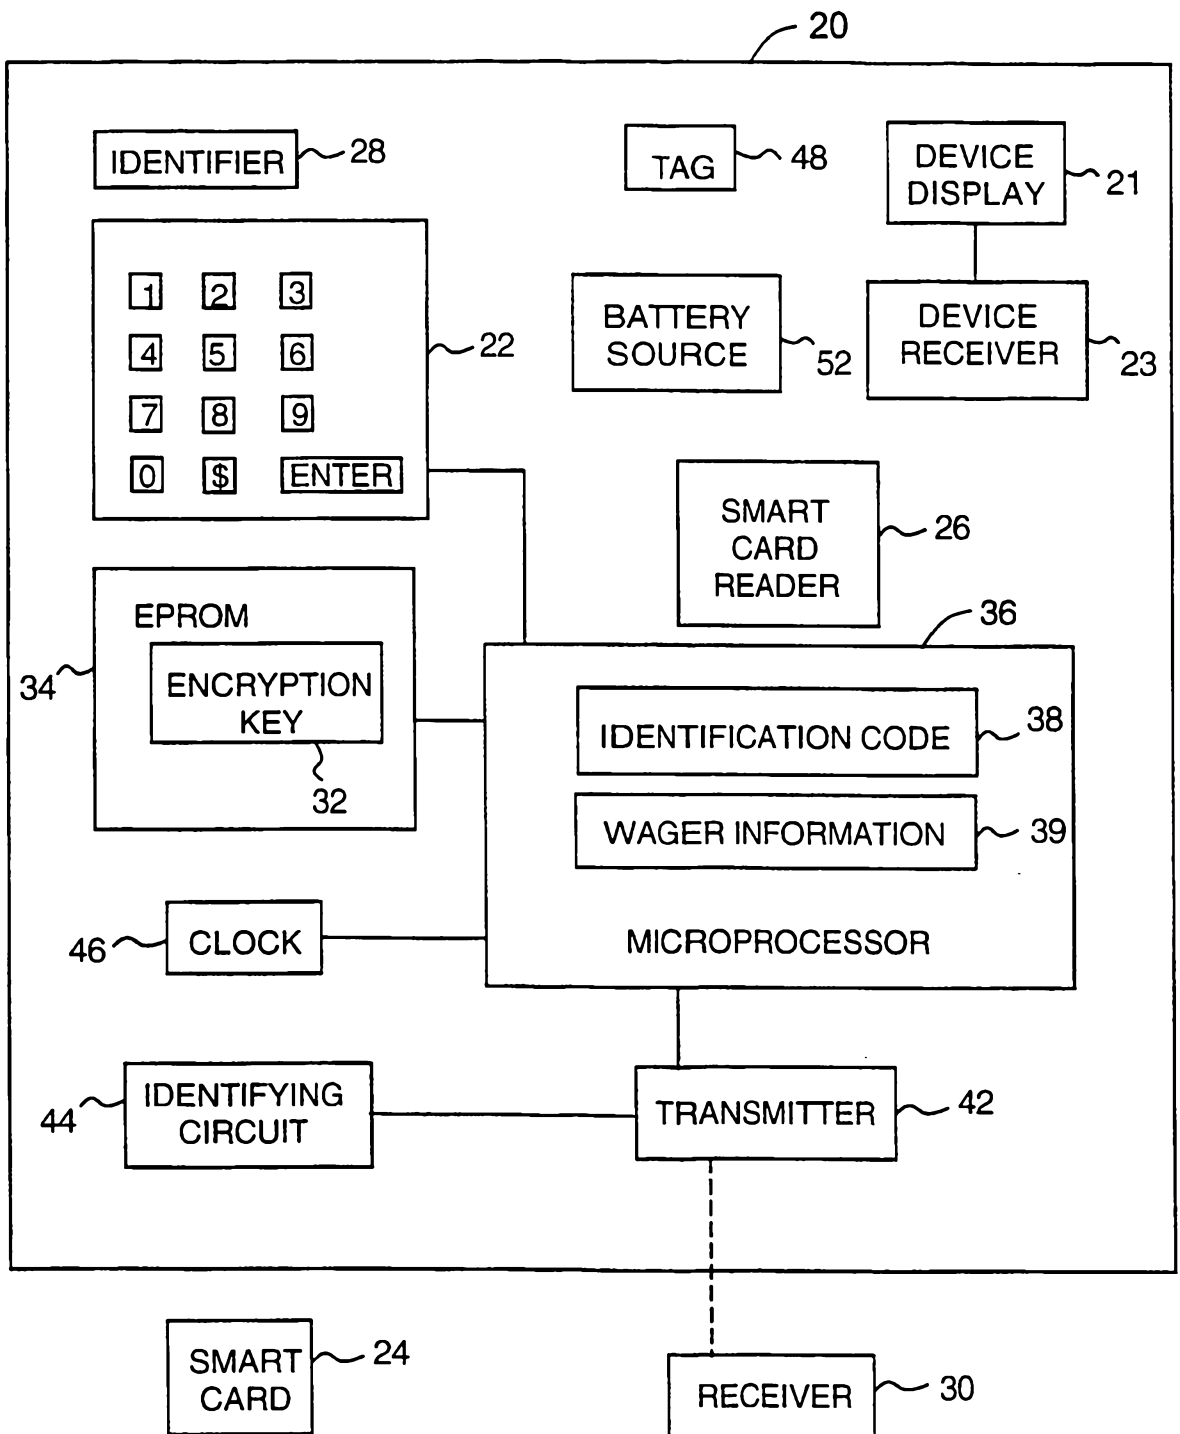 20
IDENTIFIER
28
TAG
48
DEVICE
DISPLAY
21
1 2 3
4 5 6
7 8 9
0 $ ENTER
22
BATTERY
SOURCE
52
DEVICE
RECEIVER
23
SMART
CARD
READER
26
EPROM
ENCRYPTION
KEY
34
32
36
IDENTIFICATION CODE
38
WAGER INFORMATION
39
MICROPROCESSOR
46
CLOCK
44
IDENTIFYING
CIRCUIT
TRANSMITTER
42
SMART
CARD
24
RECEIVER
30